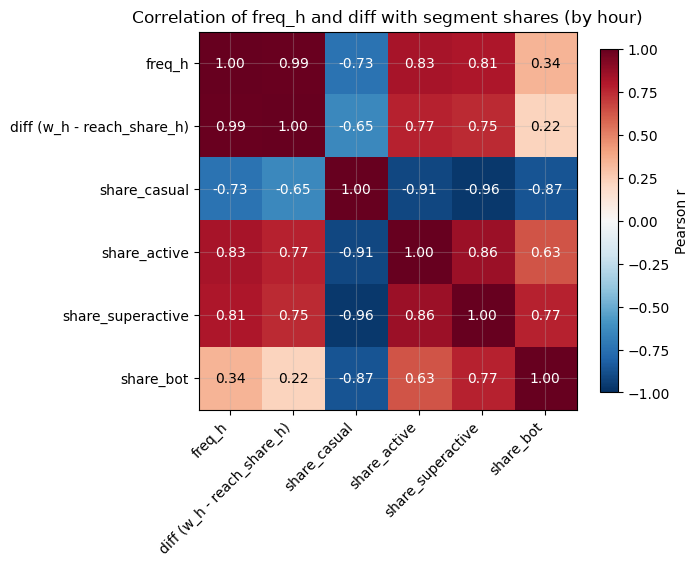 Correlation of freq_h and diff with segment shares (by hour)
freq_h 1.00 0.99 -0.73 0.83 0.81 0.34
diff (w_h - reach_share_h) 0.99 1.00 -0.65 0.77 0.75 0.22
share_casual -0.73 -0.65 1.00 -0.91 -0.96 -0.87
share_active 0.83 0.77 -0.91 1.00 0.86 0.63
share_superactive 0.81 0.75 -0.96 0.86 1.00 0.77
share_bot 0.34 0.22 -0.87 0.63 0.77 1.00
freq_h
diff (w_h - reach_share_h)
share_casual
share_active
share_superactive
share_bot
1.00
0.75
0.50
0.25
0.00
−0.25
−0.50
−0.75
−1.00
Pearson r